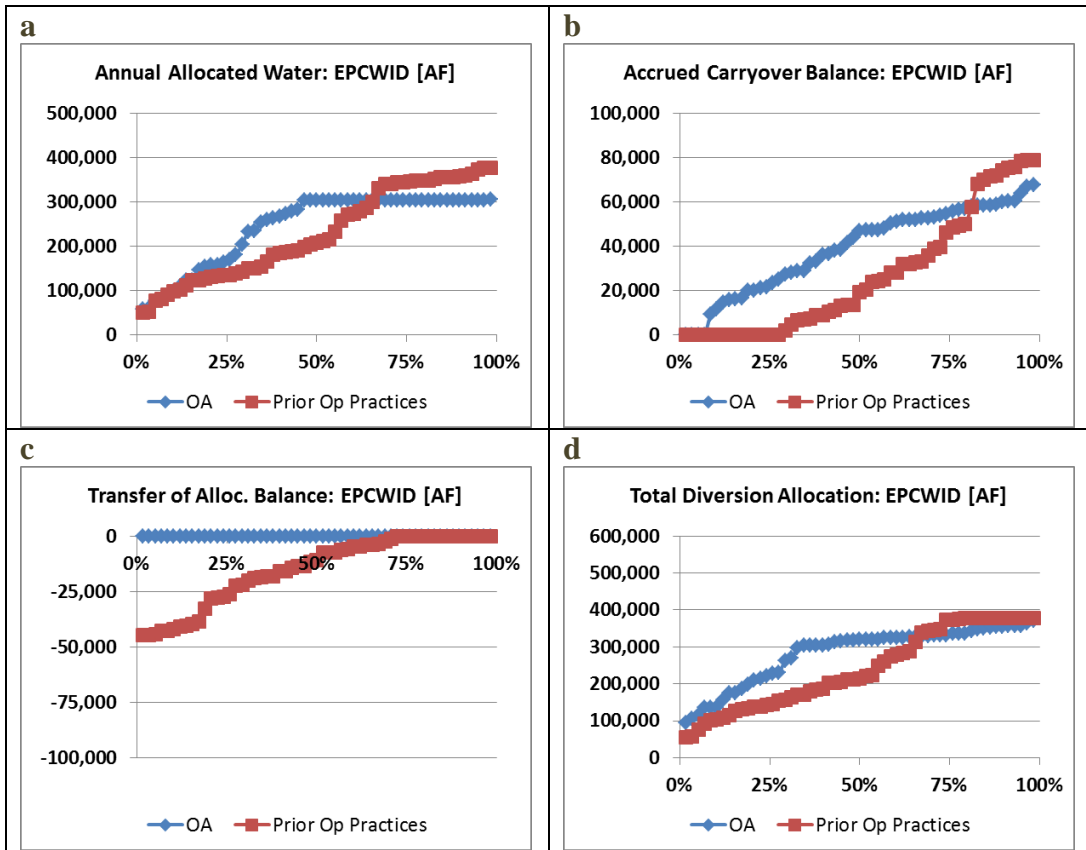 a
Annual Allocated Water: EPCWID [AF]
500,000
400,000
300,000
200,000
100,000
0
0% 25% 50% 75% 100%
OA Prior Op Practices
b
Accrued Carryover Balance: EPCWID [AF]
100,000
80,000
60,000
40,000
20,000
0
0% 25% 50% 75% 100%
OA Prior Op Practices
c
Transfer of Alloc. Balance: EPCWID [AF]
0
0% 25% 50% 75% 100%
-25,000
-50,000
-75,000
-100,000
OA Prior Op Practices
d
Total Diversion Allocation: EPCWID [AF]
600,000
500,000
400,000
300,000
200,000
100,000
0
0% 25% 50% 75% 100%
OA Prior Op Practices